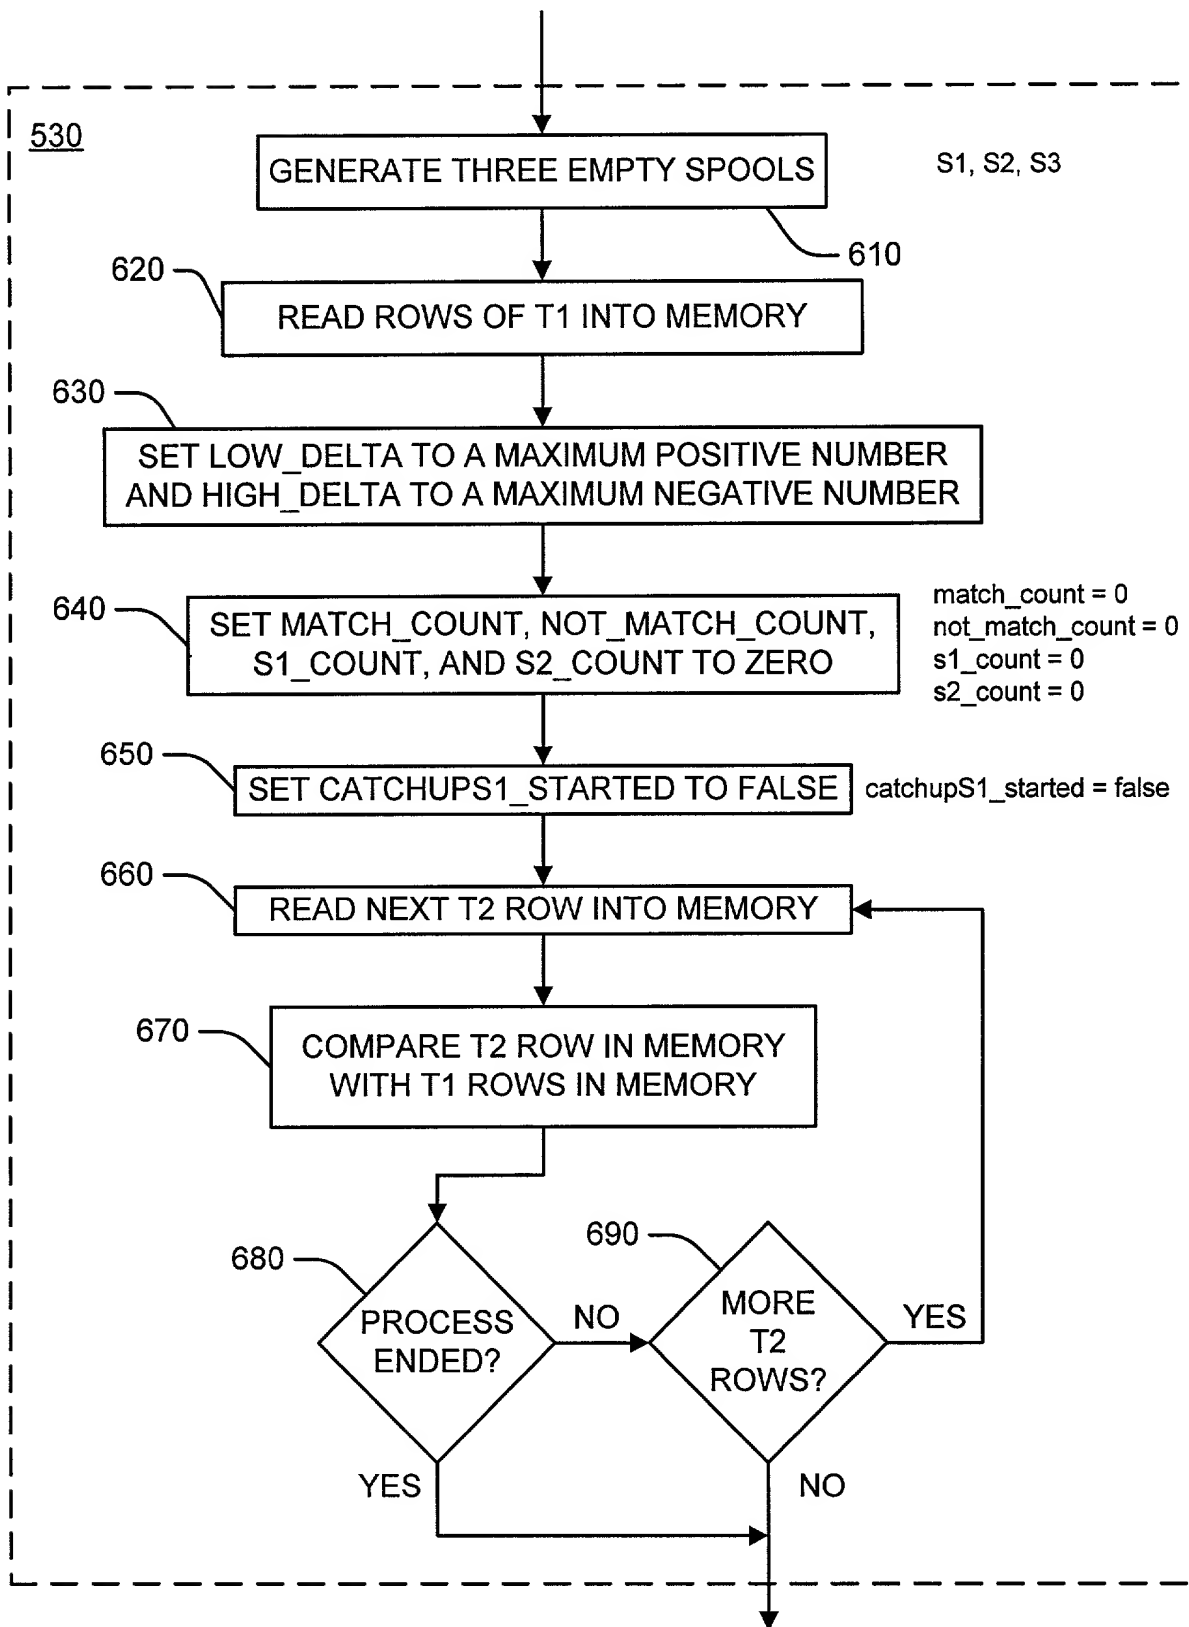 530
GENERATE THREE EMPTY SPOOLS
S1, S2, S3
610
620
READ ROWS OF T1 INTO MEMORY
630
SET LOW_DELTA TO A MAXIMUM POSITIVE NUMBER
AND HIGH_DELTA TO A MAXIMUM NEGATIVE NUMBER
640
SET MATCH_COUNT, NOT_MATCH_COUNT,
S1_COUNT, AND S2_COUNT TO ZERO
match_count = 0
not_match_count = 0
s1_count = 0
s2_count = 0
650
SET CATCHUPS1_STARTED TO FALSE
catchupS1_started = false
660
READ NEXT T2 ROW INTO MEMORY
670
COMPARE T2 ROW IN MEMORY
WITH T1 ROWS IN MEMORY
680
PROCESS
ENDED?
NO
690
MORE
T2
ROWS?
YES
YES
NO